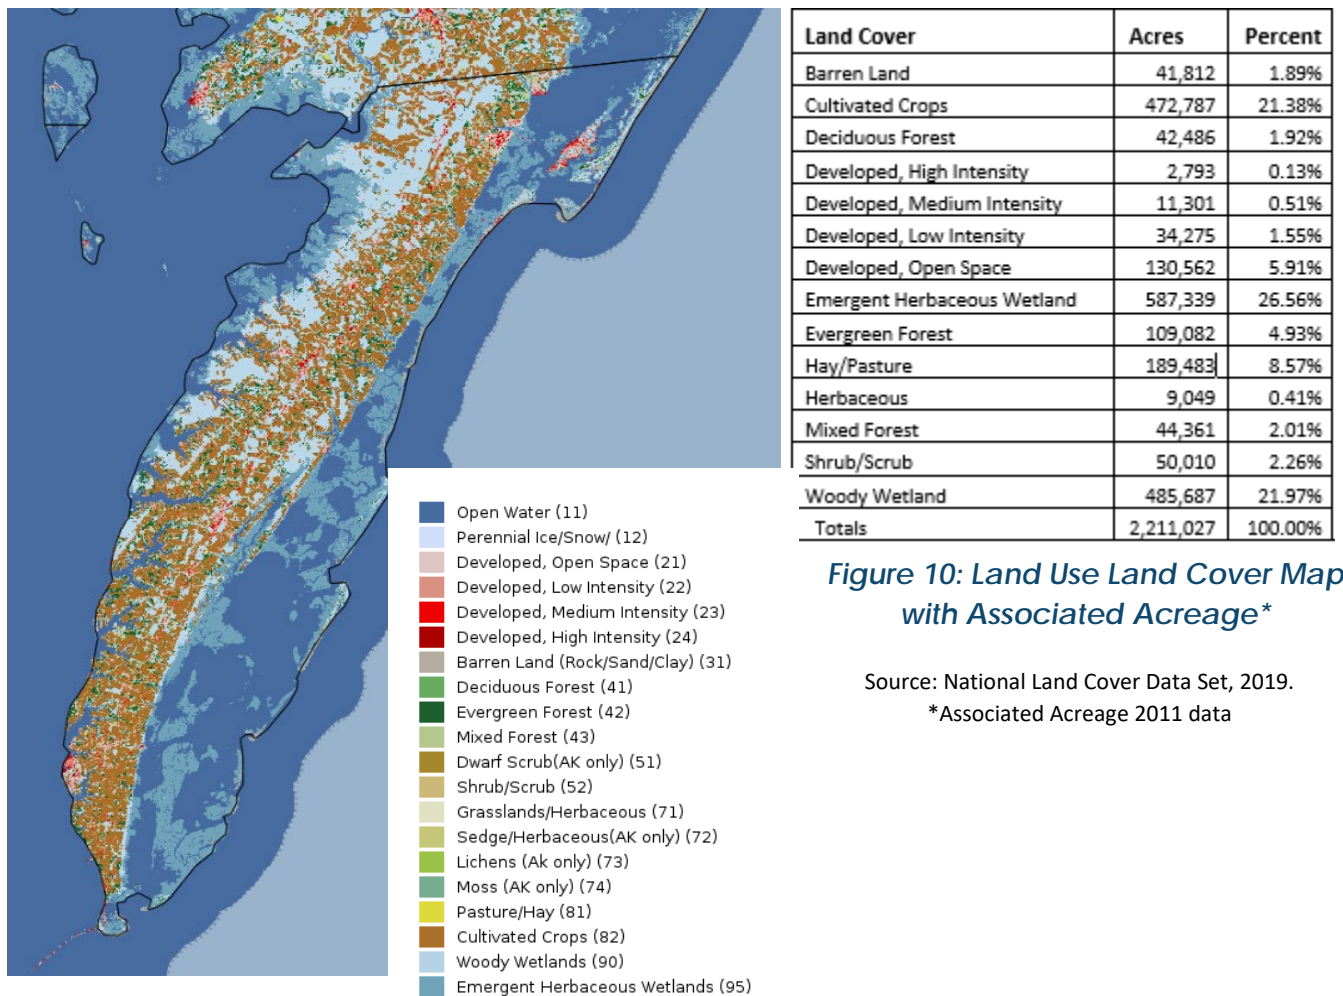 Land Cover Acres Percent
Barren Land 41,812 1.89%
Cultivated Crops 472,787 21.38%
Deciduous Forest 42,486 1.92%
Developed, High Intensity 2,793 0.13%
Developed, Medium Intensity 11,301 0.51%
Developed, Low Intensity 34,275 1.55%
Developed, Open Space 130,562 5.91%
Emergent Herbaceous Wetland 587,339 26.56%
Evergreen Forest 109,082 4.93%
Hay/Pasture 189,483 8.57%
Herbaceous 9,049 0.41%
Mixed Forest 44,361 2.01%
Shrub/Scrub 50,010 2.26%
Woody Wetland 485,687 21.97%
Totals 2,211,027 100.00%
Open Water (11)
Perennial Ice/Snow/ (12)
Developed, Open Space (21)
Developed, Low Intensity (22)
Developed, Medium Intensity (23)
Developed, High Intensity (24)
Barren Land (Rock/Sand/Clay) (31)
Deciduous Forest (41)
Evergreen Forest (42)
Mixed Forest (43)
Dwarf Scrub(AK only) (51)
Shrub/Scrub (52)
Grasslands/Herbaceous (71)
Sedge/Herbaceous(AK only) (72)
Lichens (Ak only) (73)
Moss (AK only) (74)
Pasture/Hay (81)
Cultivated Crops (82)
Woody Wetlands (90)
Emergent Herbaceous Wetlands (95)
Figure 10: Land Use Land Cover Map
with Associated Acreage*
Source: National Land Cover Data Set, 2019.
*Associated Acreage 2011 data